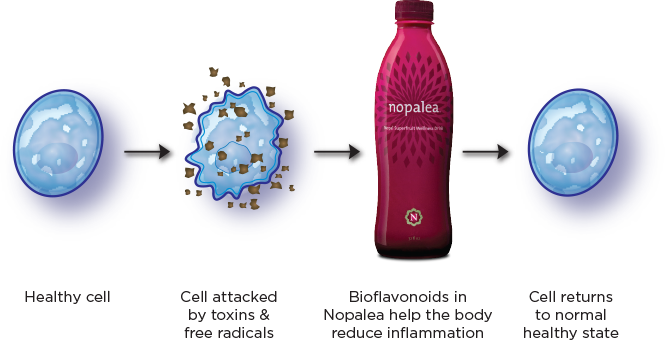 nopalea
N
Healthy cell
Cell attacked
by toxins &
free radicals
Bioflavonoids in
Nopalea help the body
reduce inflammation
Cell returns
to normal
healthy state